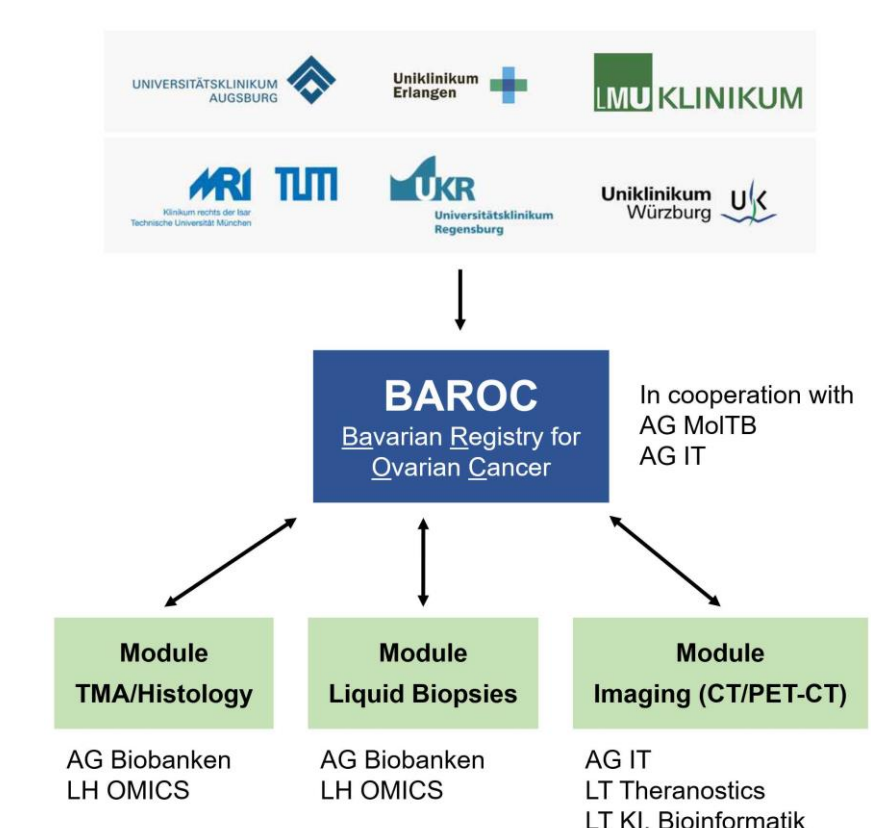 UNIVERSITÄTSKLINIKUM
AUGSBURG
Uniklinikum
Erlangen
LMU KLINIKUM
MRI TUM
Klinikum rechts der Isar
Technische Universität München
UKR
Universitätsklinikum
Regensburg
Uniklinikum
Würzburg
UK
BAROC
Bavarian Registry for
Ovarian Cancer
In cooperation with
AG MolTB
AG IT
Module
TMA/Histology
AG Biobanken
LH OMICS
Module
Liquid Biopsies
AG Biobanken
LH OMICS
Module
Imaging (CT/PET-CT)
AG IT
LT Theranostics
LT KI, Bioinformatik